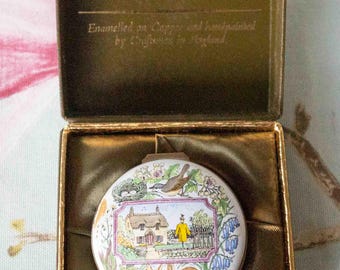 Enamelled on Copper and handpainted
by Craftsmen in England